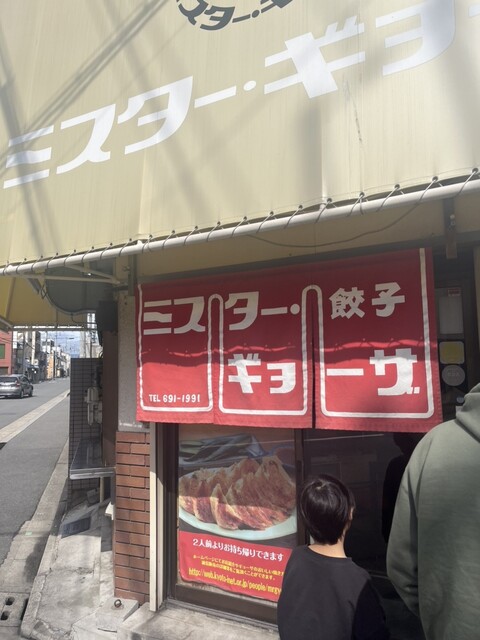 スター・ギ
ミスター・ギョー
ミスター・餃子
ギョーザ
TEL 691-1991
2人前よりお持ち帰りできます